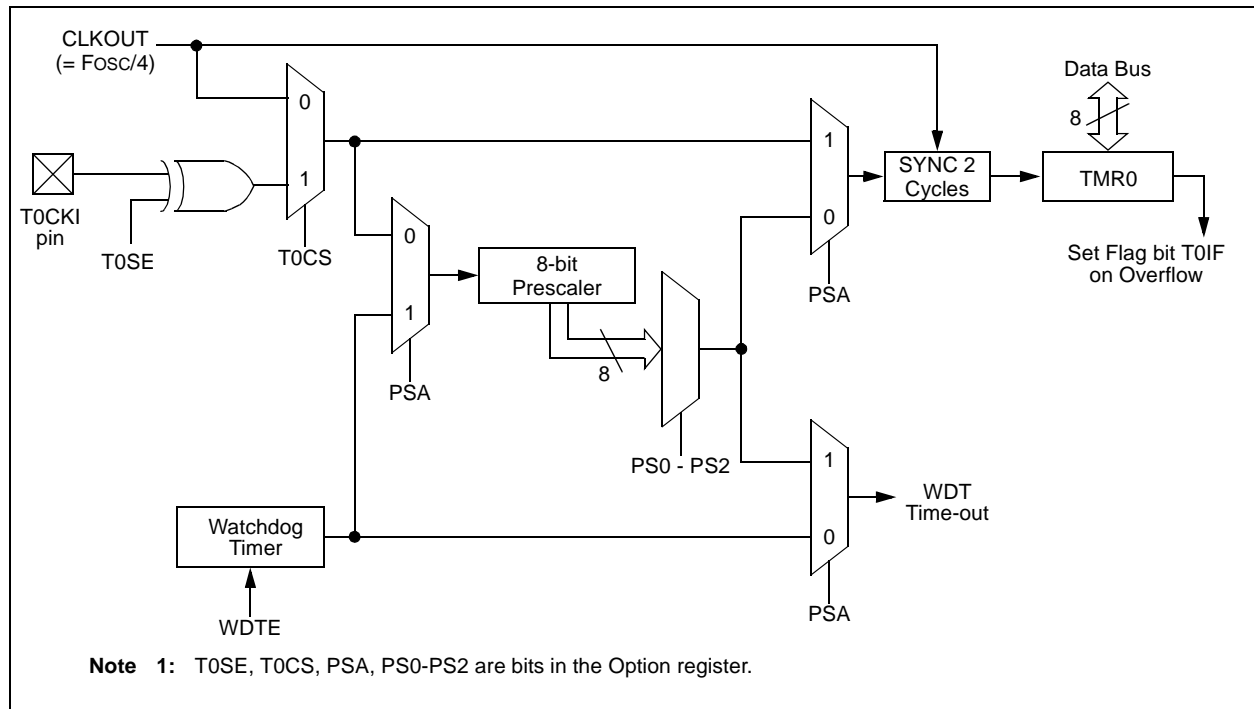 CLKOUT
(= FOSC/4)
Data Bus
0
8
1
SYNC 2
Cycles
TMR0
1
T0CKI
pin
T0SE
T0CS
0
8-bit
Prescaler
0
PSA
Set Flag bit T0IF
on Overflow
1
8
PSA
PS0 - PS2
1
WDT
Time-out
Watchdog
Timer
0
WDTE
PSA
Note 1: T0SE, T0CS, PSA, PS0-PS2 are bits in the Option register.